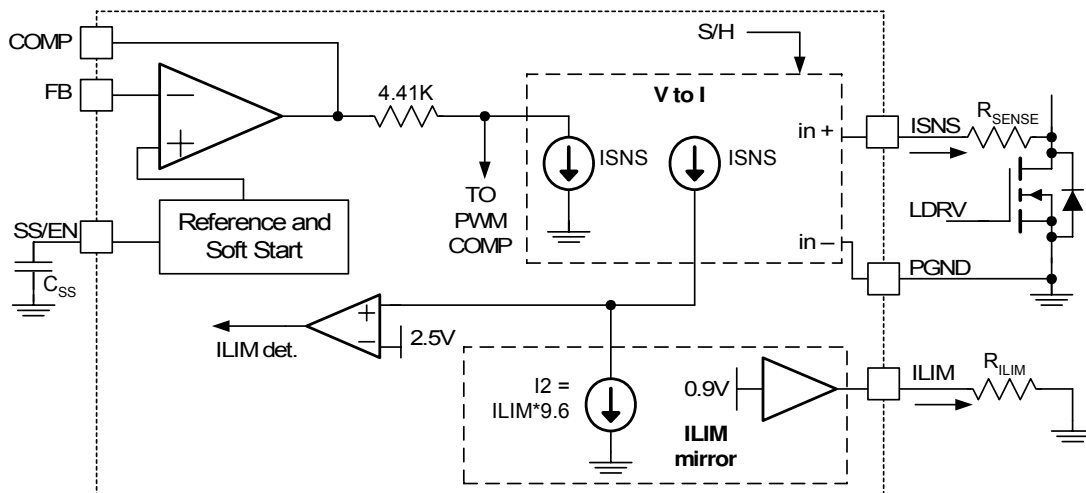 COMP
FB
SS/EN
CSS
4.41K
Reference and
Soft Start
TO
PWM
COMP
S/H
V to I
ISNS
ISNS
in +
in –
ISNS
RSENSE
LDRV
PGND
+
–
2.5V
ILIM det.
I2 =
ILIM*9.6
0.9V
ILIM
mirror
ILIM
RILIM